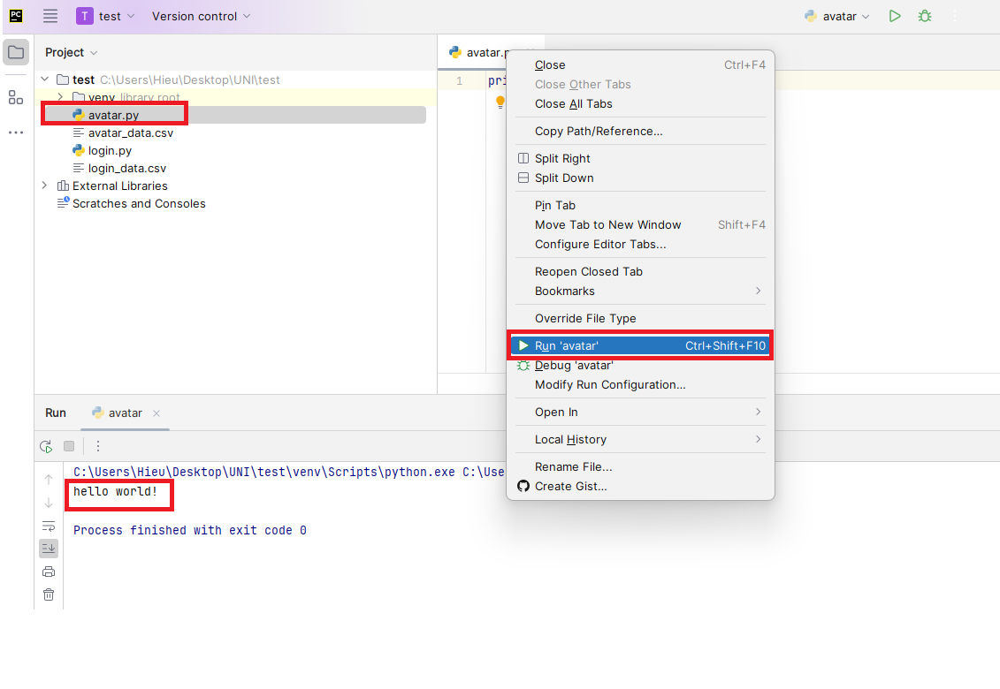 PC T test Version control avatar
Project
avatar.p
test C:\Users\Hieu\Desktop\UNI\test
venv library root
avatar.py
avatar_data.csv
login.py
login_data.csv
External Libraries
Scratches and Consoles
1 pri
Close Ctrl+F4
Close Other Tabs
Close All Tabs
Copy Path/Reference...
Split Right
Split Down
Pin Tab
Move Tab to New Window Shift+F4
Configure Editor Tabs...
Reopen Closed Tab
Bookmarks
Override File Type
Run 'avatar' Ctrl+Shift+F10
Debug 'avatar'
Modify Run Configuration...
Open In
Local History
Rename File...
Create Gist...
Run avatar
C:\Users\Hieu\Desktop\UNI\test\venv\Scripts\python.exe C:\Use
hello world!
Process finished with exit code 0